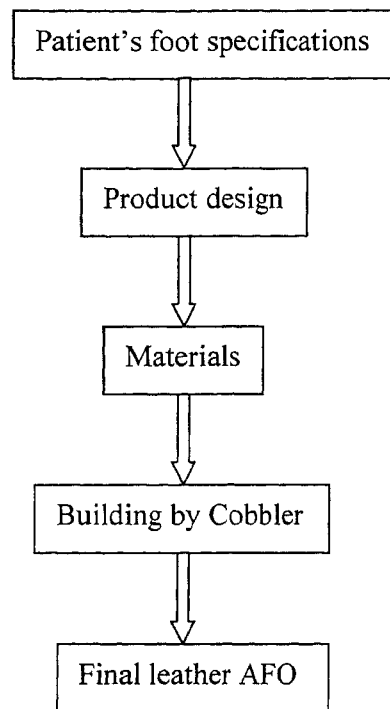 Patient's foot specifications
Product design
Materials
Building by Cobbler
Final leather AFO